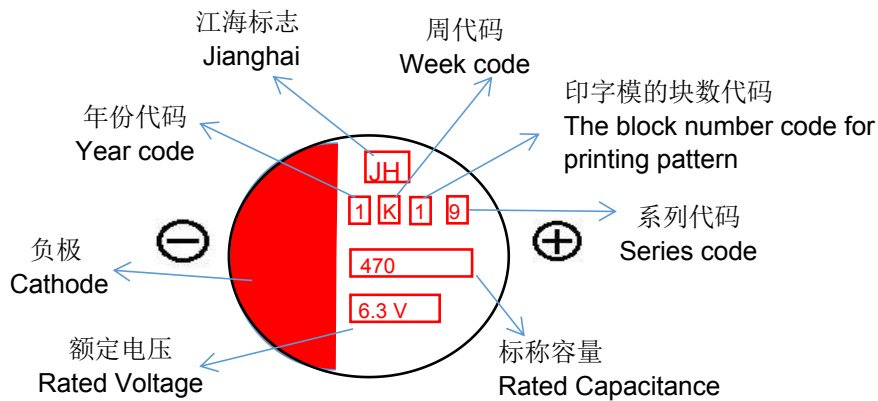 江海标志
Jianghai
周代码
Week code
年份代码
Year code
印字模的块数代码
The block number code for
printing pattern
JH
1 K 1 9
系列代码
Series code
负极
Cathode
470
6.3 V
额定电压
Rated Voltage
标称容量
Rated Capacitance